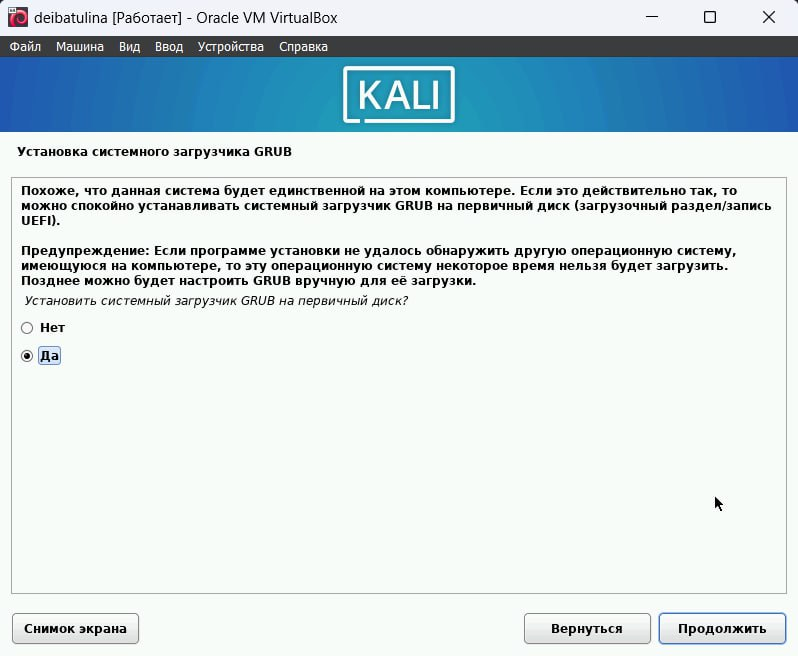 deibatulina [Работает] - Oracle VM VirtualBox
Файл Машина Вид Ввод Устройства Справка
KALI
Установка системного загрузчика GRUB
Похоже, что данная система будет единственной на этом компьютере. Если это действительно так, то
можно спокойно устанавливать системный загрузчик GRUB на первичный диск (загрузочный раздел/запись
UEFI).
Предупреждение: Если программе установки не удалось обнаружить другую операционную систему,
имеющуюся на компьютере, то эту операционную систему некоторое время нельзя будет загрузить.
Позднее можно будет настроить GRUB вручную для её загрузки.
Установить системный загрузчик GRUB на первичный диск?
Нет
Да
Снимок экрана Вернуться Продолжить